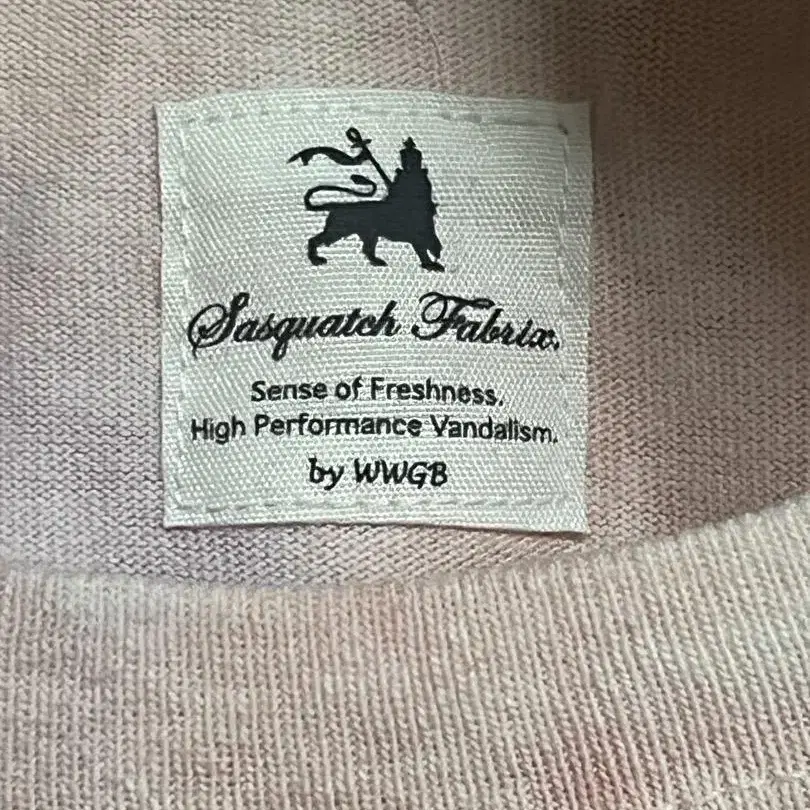 Sasquatch Fabrix.
Sense of Freshness.
High Performance Vandalism.
by WWGB